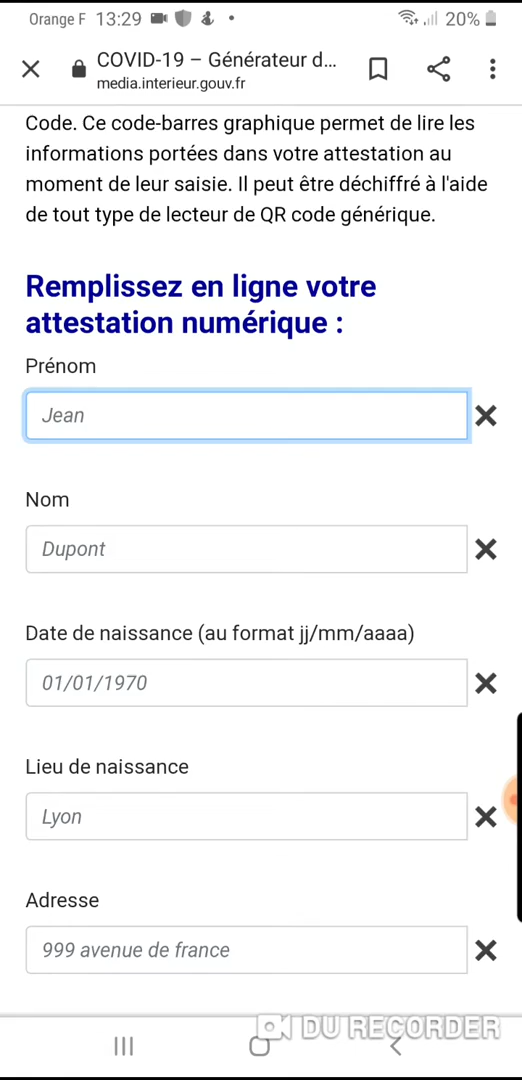 Orange F 13:29 20%
COVID-19 – Générateur d...
media.interieur.gouv.fr
Code. Ce code-barres graphique permet de lire les
informations portées dans votre attestation au
moment de leur saisie. Il peut être déchiffré à l'aide
de tout type de lecteur de QR code générique.
Remplissez en ligne votre
attestation numérique :
Prénom
Jean
Nom
Dupont
Date de naissance (au format jj/mm/aaaa)
01/01/1970
Lieu de naissance
Lyon
Adresse
999 avenue de france
DU RECORDER